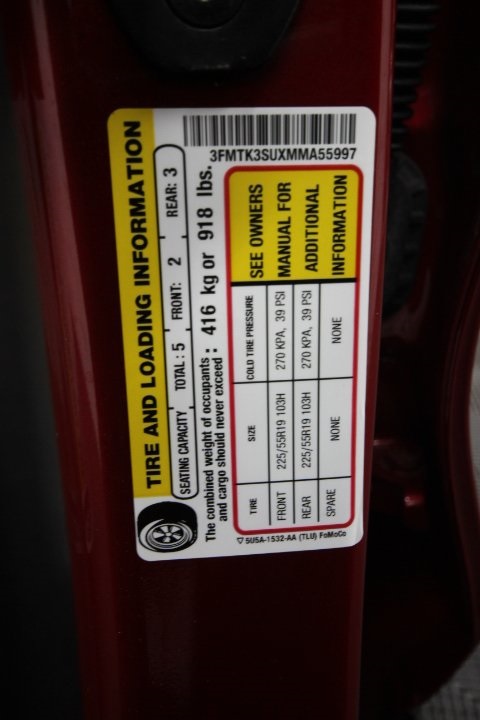 3FMTK3SUXMMA55997
TIRE AND LOADING INFORMATION
SEATING CAPACITY TOTAL : 5 FRONT: 2 REAR: 3
The combined weight of occupants : 416 kg or 918 lbs.
and cargo should never exceed :
TIRE SIZE COLD TIRE PRESSURE SEE OWNERS
FRONT 225/55R19 103H 270 KPA, 39 PSI MANUAL FOR
REAR 225/55R19 103H 270 KPA, 39 PSI ADDITIONAL
SPARE NONE NONE INFORMATION
5U5A-1532-AA (TLU) FoMoCo